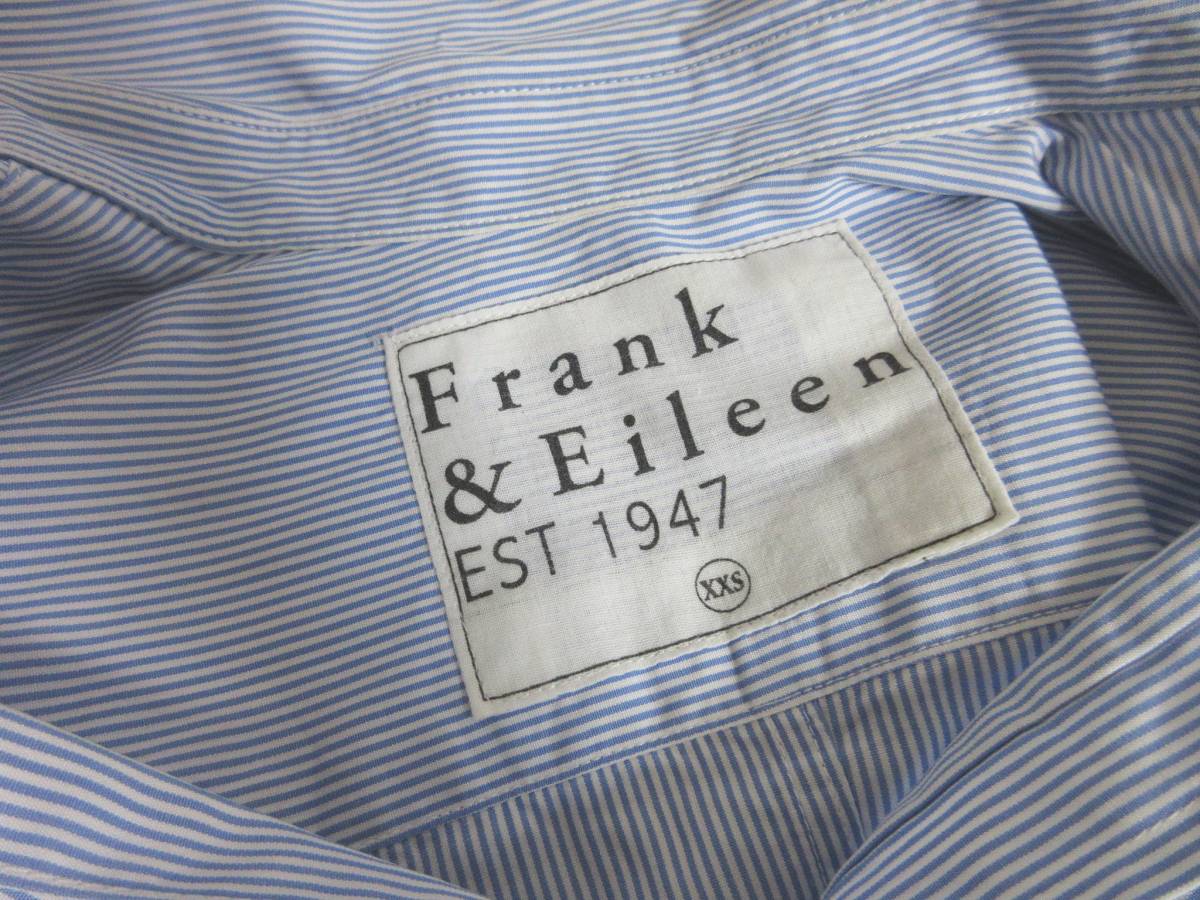 Frank
& Eileen
EST 1947
XXS